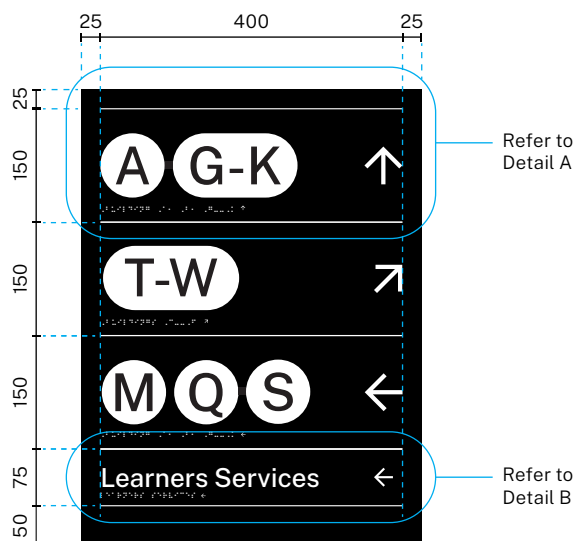 25 400 25
25
150
A G-K ↑
Refer to
Detail A
150
T-W ↗
150
M Q S ←
75
Learners Services ←
Refer to
Detail B
50